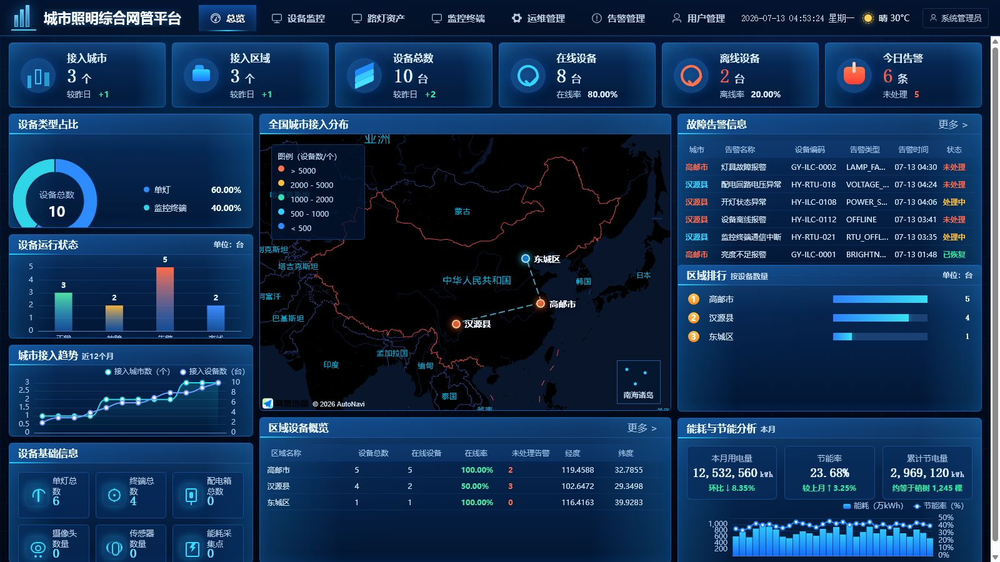 城市照明综合网管平台
总览
设备监控
路灯资产
监控终端
运维管理
告警管理
用户管理
2026-07-13 04:53:24 星期一
晴 30℃
系统管理员
接入城市
3 个
较昨日 +1
接入区域
3 个
较昨日 +1
设备总数
10 台
较昨日 +2
在线设备
8 台
在线率 80.00%
离线设备
2 台
离线率 20.00%
今日告警
6 条
未处理 5
设备类型占比
设备总数
10
单灯 60.00%
监控终端 40.00%
设备运行状态
单位: 台
5
4
3
2
1
0
3
2
5
2
城市接入趋势 近12个月
接入城市数（个） 接入设备数（台）
3
2.5
2
1.5
1
0.5
0
10
8
6
4
2
0
设备基础信息
单灯总数
6
终端总数
4
配电箱总数
0
摄像头数量
0
传感器数量
0
能耗采集点
0
全国城市接入分布
亚洲
图例（设备数/个）
> 5000
2000 - 5000
1000 - 2000
500 - 1000
< 500
蒙古
塔吉克斯坦
巴基斯坦
中华人民共和国
韩国
日本
东城区
高邮市
汉源县
印度
孟加拉国
缅甸
泰国
南海诸岛
© 2026 AutoNavi
区域设备概览
更多 >
区域名称 设备总数 在线设备 在线率 未处理告警 经度 纬度
高邮市 5 5 100.00% 2 119.4588 32.7855
汉源县 4 2 50.00% 3 102.6472 29.3498
东城区 1 1 100.00% 0 116.4163 39.9283
故障告警信息
更多 >
城市 告警名称 设备编码 告警类型 告警时间 状态
高邮市 灯具故障报警 GY-ILC-0002 LAMP_FA... 07-13 04:30 未处理
汉源县 配电回路电压异常 HY-RTU-018 VOLTAGE_... 07-13 04:24 未处理
汉源县 开灯状态异常 HY-ILC-0108 POWER_S... 07-13 04:06 处理中
汉源县 设备离线报警 HY-ILC-0112 OFFLINE 07-13 03:41 未处理
汉源县 监控终端通信中断 HY-RTU-021 RTU_OFFL... 07-13 03:35 处理中
高邮市 亮度不足报警 GY-ILC-0001 BRIGHTN... 07-13 01:48 已恢复
区域排行 按设备数量
单位: 台
1 高邮市 5
2 汉源县 4
3 东城区 1
能耗与节能分析 本月
本月用电量
12,532,560 kWh
环比↓8.35%
节能率
23.68%
较上月↑3.25%
累计节电量
2,969,120 kWh
约等于植树 1,245 棵
能耗（万kWh） 节能率（%）
1,000
800
600
400
200
50%
40%
30%
20%
10%
0%